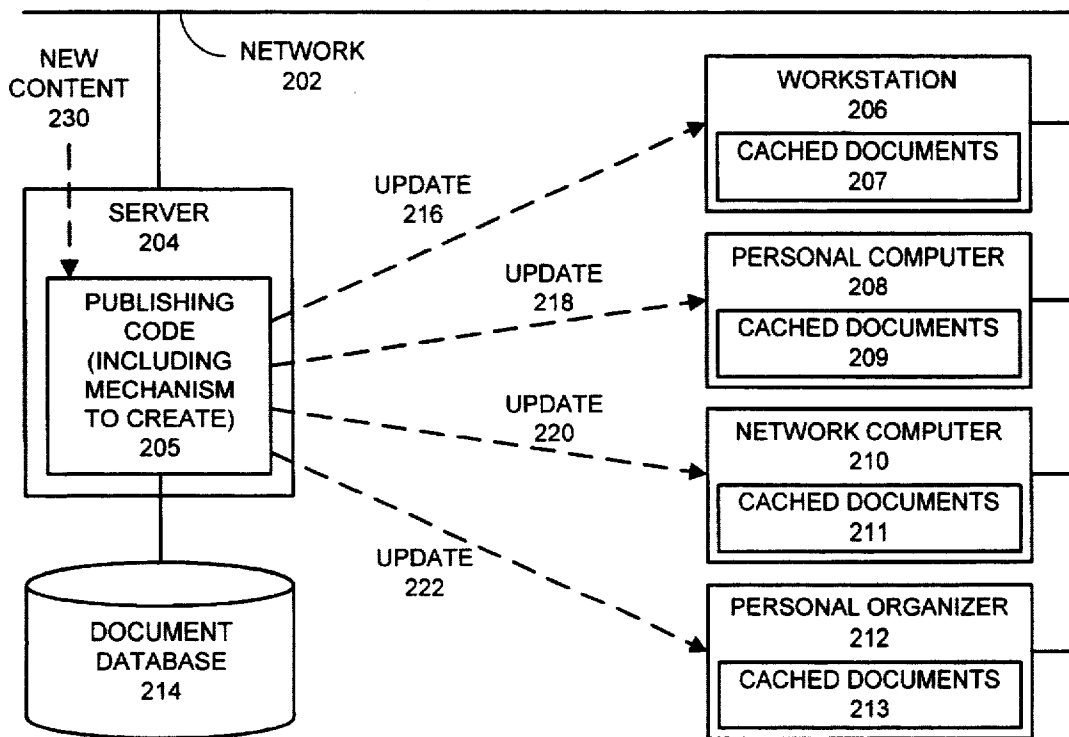 NEW
CONTENT
230
NETWORK
202
SERVER
204
PUBLISHING
CODE
(INCLUDING
MECHANISM
TO CREATE)
205
DOCUMENT
DATABASE
214
UPDATE
216
UPDATE
218
UPDATE
220
UPDATE
222
WORKSTATION
206
CACHED DOCUMENTS
207
PERSONAL COMPUTER
208
CACHED DOCUMENTS
209
NETWORK COMPUTER
210
CACHED DOCUMENTS
211
PERSONAL ORGANIZER
212
CACHED DOCUMENTS
213